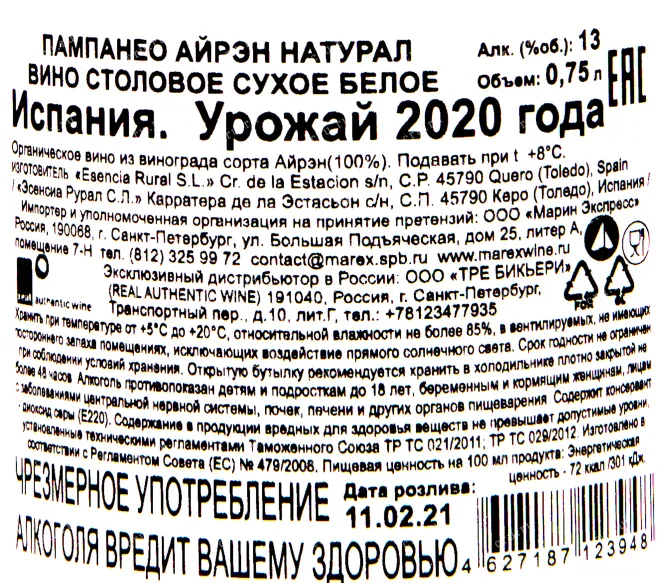 ПАМПАНЕО АЙРЭН НАТУРАЛ
ВИНО СТОЛОВОЕ СУХОЕ БЕЛОЕ
Алк. (%об.): 13
Объем: 0,75 л
EAC
Испания. Урожай 2020 года
Органическое вино из винограда сорта Айрэн(100%). Подавать при t +8°C.
изготовитель «Esencia Rural S.L.» Cr. de la Estacion s/n, C.P. 45790 Quero (Toledo), Spain
/ «Эсенсиа Рурал С.Л.» Карратера де ла Эстасьон с/н, С.П. 45790 Керо (Толедо), Испания /
Импортер и уполномоченная организация на принятие претензий: ООО «Марин Экспресс»
Россия, 190068, г. Санкт-Петербург, ул. Большая Подъяческая, дом 25, литер А,
помещение 7-Н тел. (812) 325 99 72 contact@marex.spb.ru www.marexwine.ru
Эксклюзивный дистрибьютор в России: ООО «ТРЕ БИКЬЕРИ»
(REAL AUTHENTIC WINE) 191040, Россия, г. Санкт-Петербург,
Транспортный пер., д.10, лит.Г, тел.: +78123477935
real authentic wine
FOR
Хранить при температуре от +5°C до +20°C, относительной влажности не более 85%, в вентилируемых, не имеющих
постороннего запаха помещениях, исключающих воздействие прямого солнечного света. Срок годности не ограничен
при соблюдении условий хранения. Открытую бутылку рекомендуется хранить в холодильнике плотно закрытой не
более 48 часов Алкоголь противопоказан детям и подросткам до 18 лет, беременным и кормящим женщинам, лицам
с заболеваниями центральной нервной системы, почек, печени и других органов пищеварения. Содержит консервант
- диоксид серы (E220). Содержание в продукции вредных для здоровья веществ не превышает допустимые уровни,
установленные техническими регламентами Таможенного Союза ТР ТС 021/2011; ТР ТС 029/2012. Изготовлено в
соответствии с Регламентом Совета (ЕС) № 479/2008. Пищевая ценность на 100 мл продукта: Энергетическая
ценность - 72 ккал /301 кДж.
ЧРЕЗМЕРНОЕ УПОТРЕБЛЕНИЕ
АЛКОГОЛЯ ВРЕДИТ ВАШЕМУ ЗДОРОВЬЮ
Дата розлива:
11.02.21
4 627187 123948